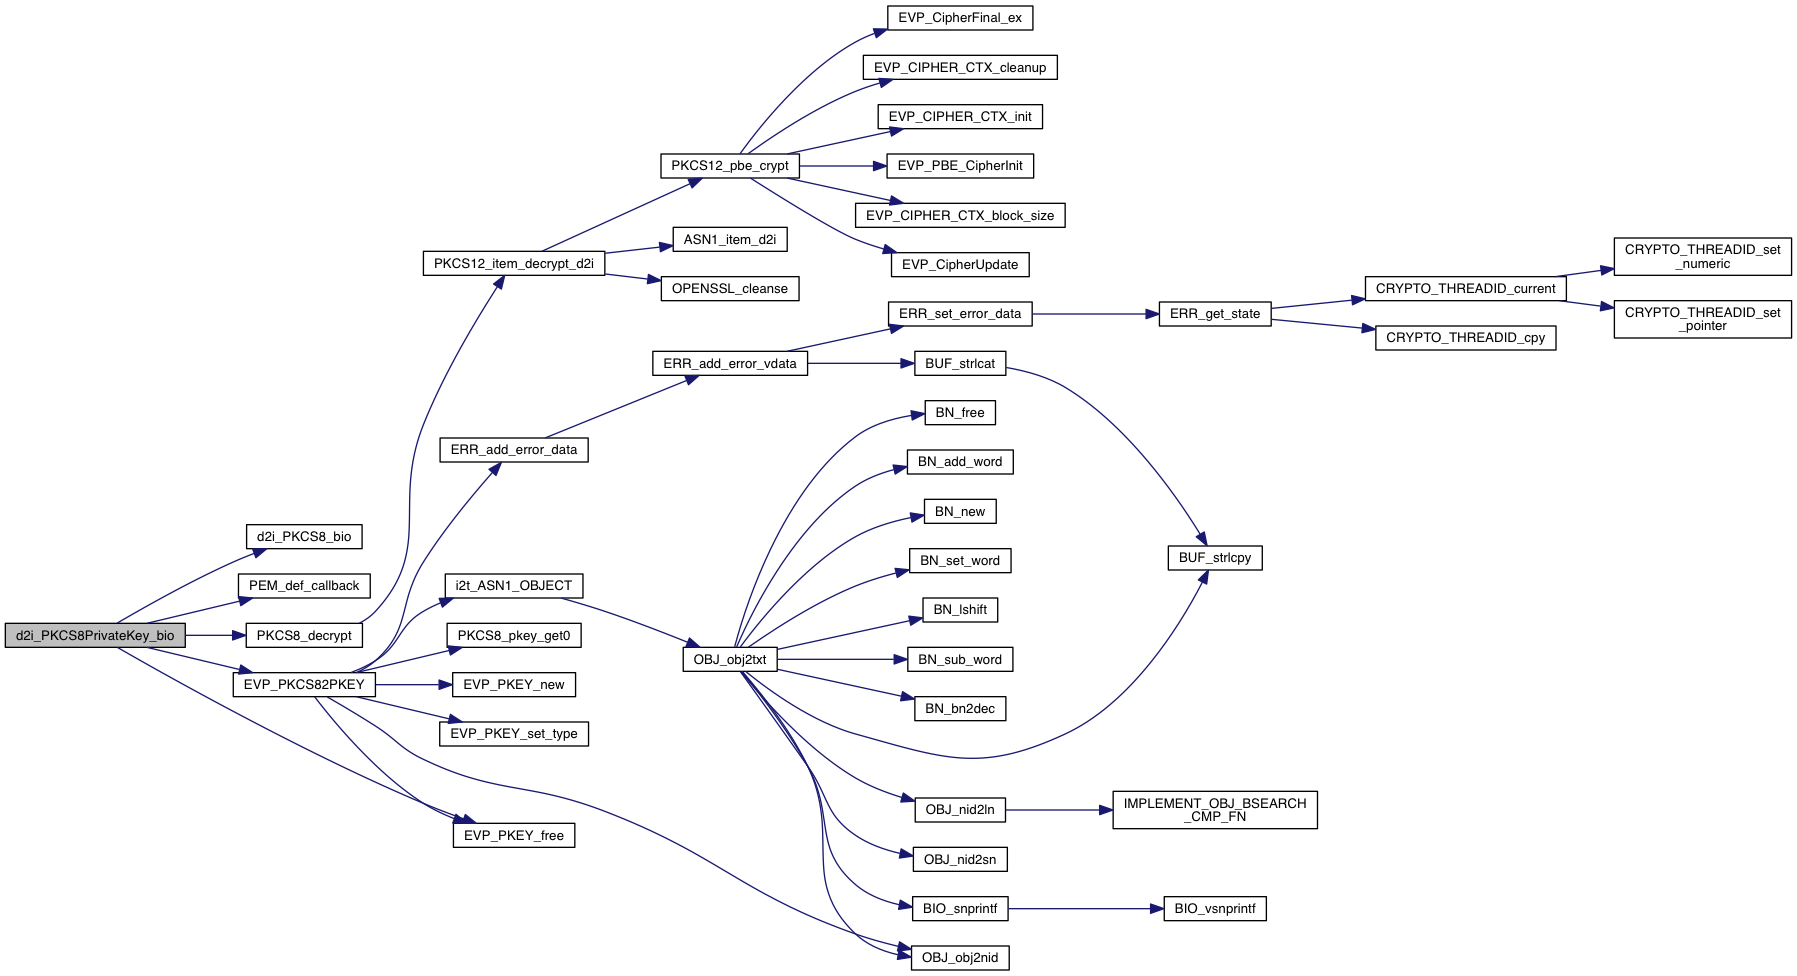 EVP_CipherFinal_ex
EVP_CIPHER_CTX_cleanup
EVP_CIPHER_CTX_init
PKCS12_pbe_crypt
EVP_PBE_CipherInit
EVP_CIPHER_CTX_block_size
ASN1_item_d2i
PKCS12_item_decrypt_d2i
EVP_CipherUpdate
CRYPTO_THREADID_set
_numeric
OPENSSL_cleanse
CRYPTO_THREADID_current
ERR_set_error_data
ERR_get_state
CRYPTO_THREADID_set
_pointer
CRYPTO_THREADID_cpy
ERR_add_error_vdata
BUF_strlcat
BN_free
ERR_add_error_data
BN_add_word
BN_new
d2i_PKCS8_bio
BN_set_word
BUF_strlcpy
PEM_def_callback
i2t_ASN1_OBJECT
BN_lshift
d2i_PKCS8PrivateKey_bio
PKCS8_decrypt
PKCS8_pkey_get0
OBJ_obj2txt
BN_sub_word
EVP_PKCS82PKEY
EVP_PKEY_new
BN_bn2dec
EVP_PKEY_set_type
OBJ_nid2ln
IMPLEMENT_OBJ_BSEARCH
_CMP_FN
EVP_PKEY_free
OBJ_nid2sn
BIO_snprintf
BIO_vsnprintf
OBJ_obj2nid